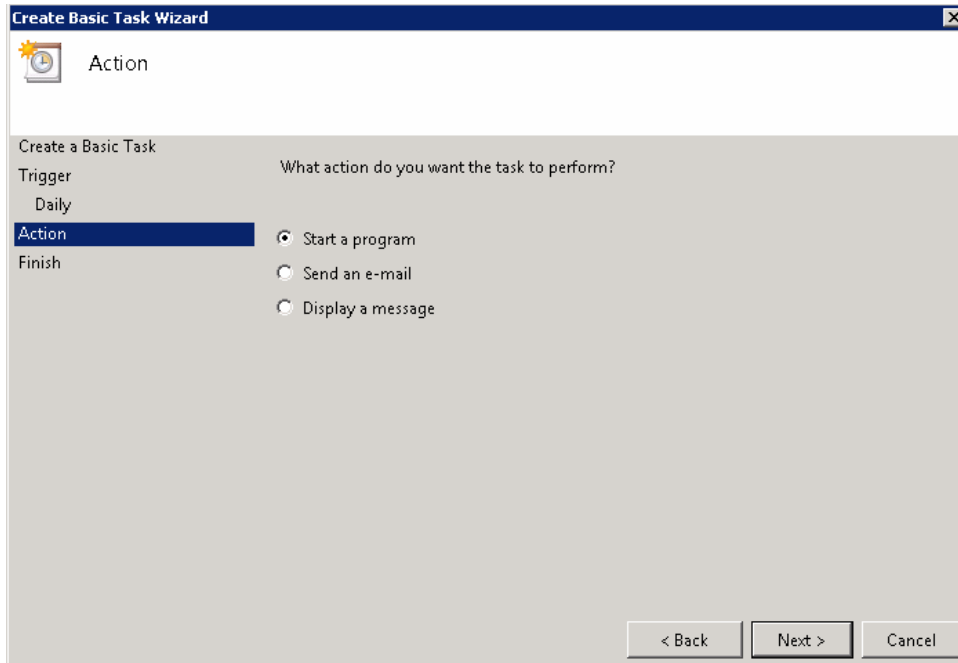 Create Basic Task Wizard
Action
Create a Basic Task
Trigger
Daily
Action
Finish
What action do you want the task to perform?
Start a program
Send an e-mail
Display a message
< Back
Next >
Cancel